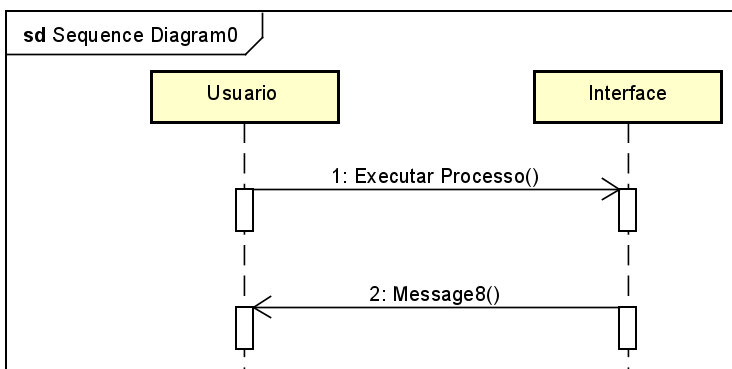 sd Sequence Diagram0
Usuario
Interface
1: Executar Processo()
2: Message8()